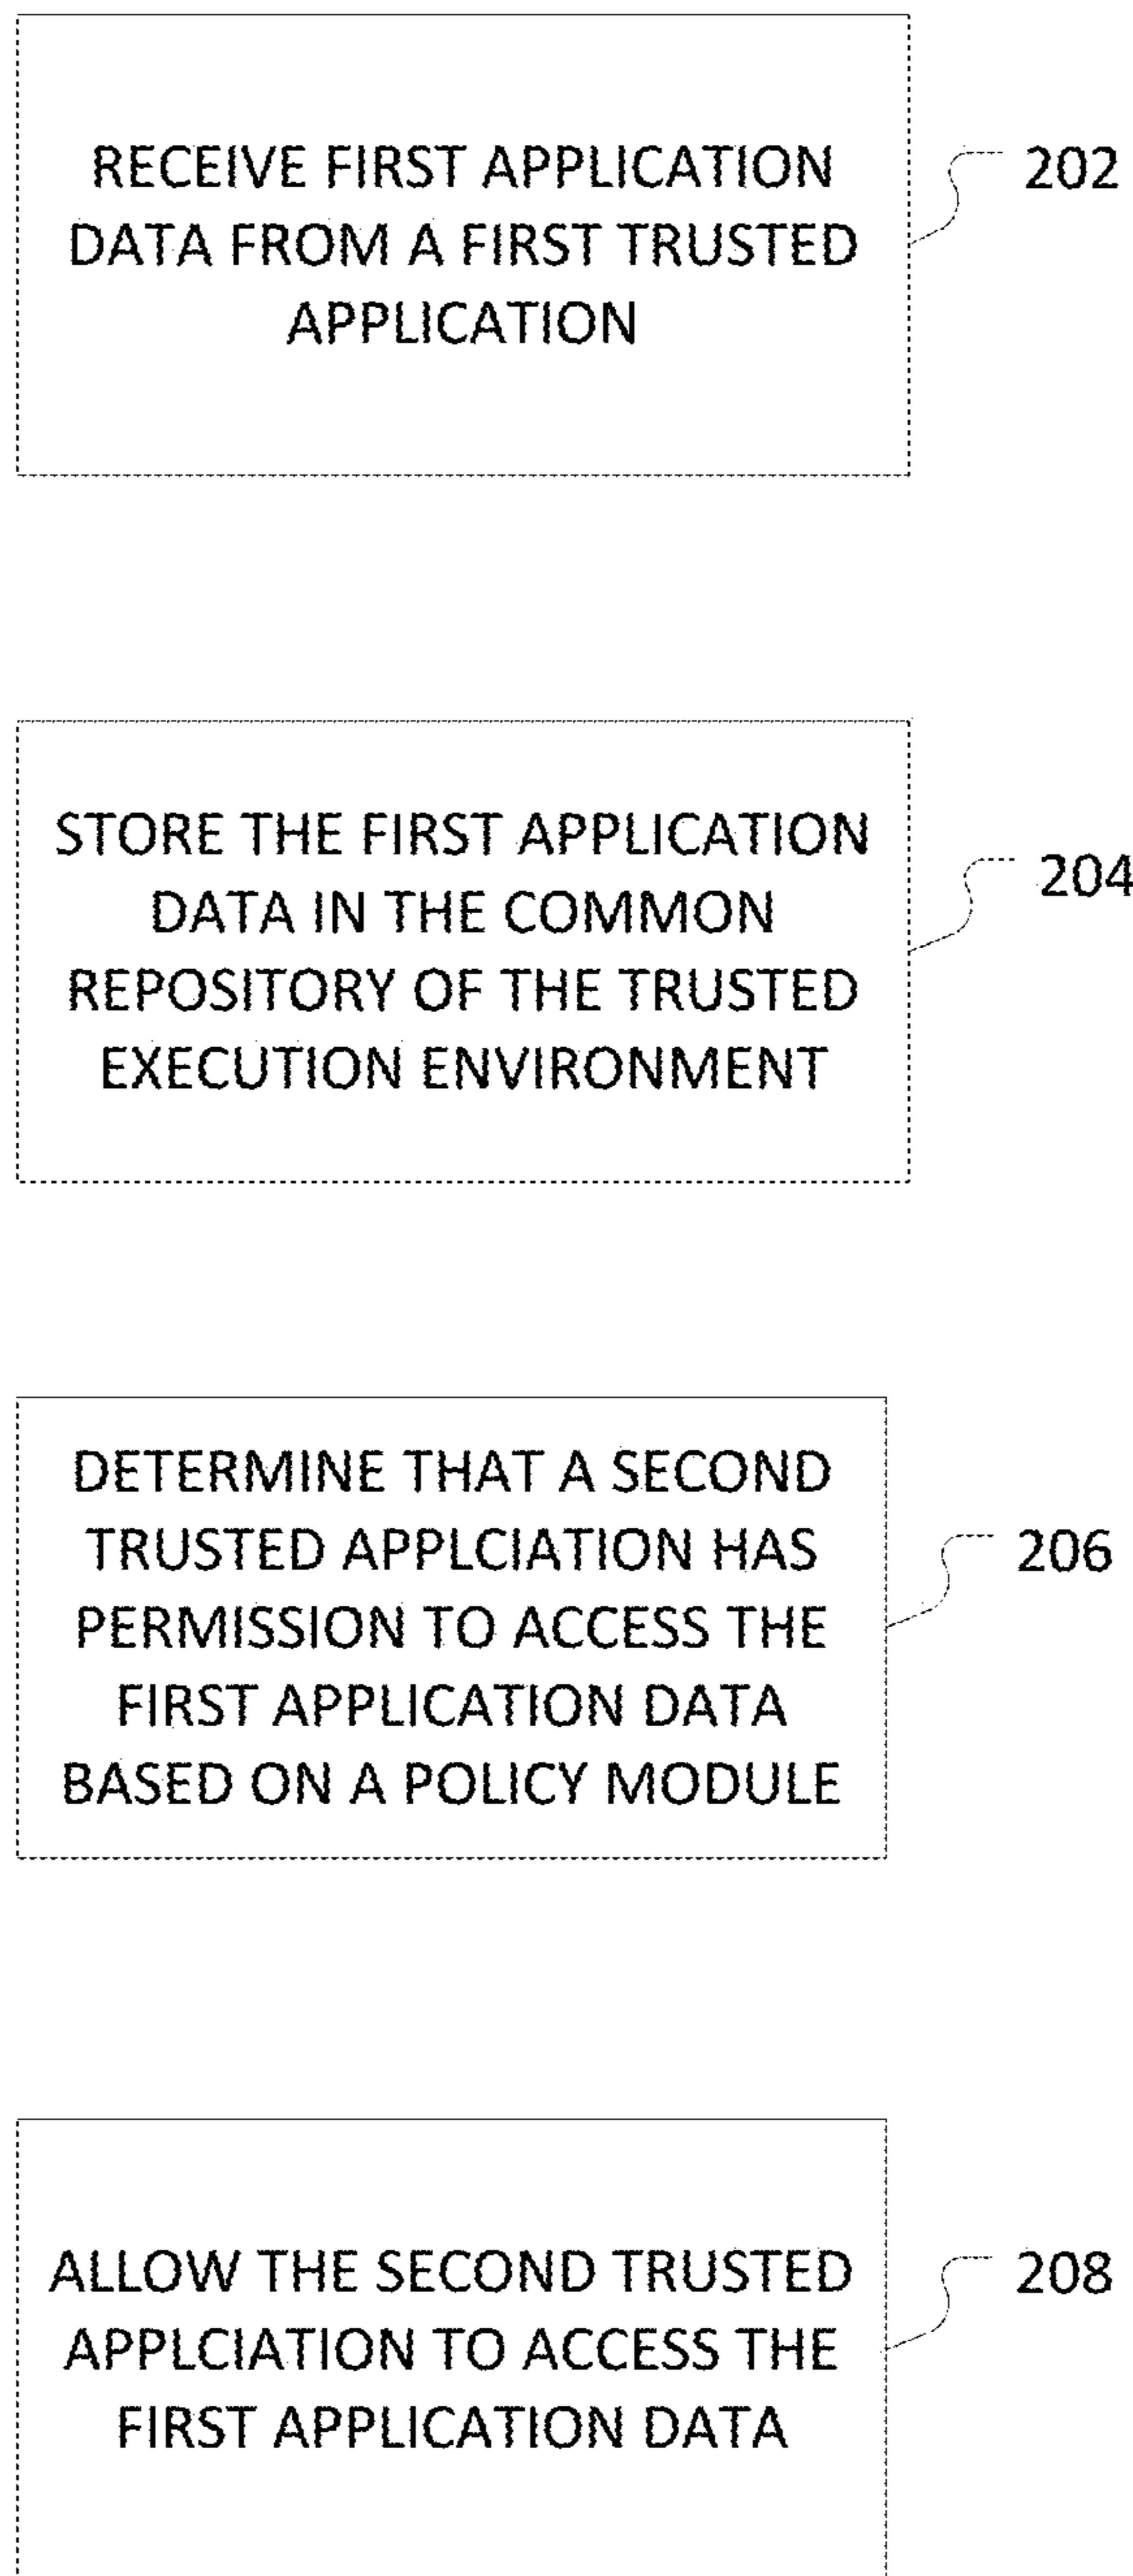 RECEIVE FIRST APPLICATION
DATA FROM A FIRST TRUSTED
APPLICATION
202
STORE THE FIRST APPLICATION
DATA IN THE COMMON
REPOSITORY OF THE TRUSTED
EXECUTION ENVIRONMENT
204
DETERMINE THAT A SECOND
TRUSTED APPLCIATION HAS
PERMISSION TO ACCESS THE
FIRST APPLICATION DATA
BASED ON A POLICY MODULE
206
ALLOW THE SECOND TRUSTED
APPLCIATION TO ACCESS THE
FIRST APPLICATION DATA
208